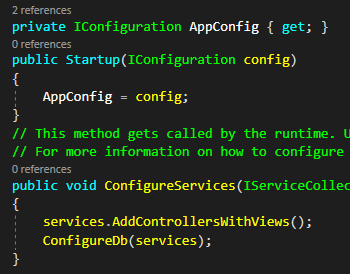 2 references
private IConfiguration AppConfig { get; }
0 references
public Startup(IConfiguration config)
{
    AppConfig = config;
}
// This method gets called by the runtime. U
// For more information on how to configure
0 references
public void ConfigureServices(IServiceCollec
{
    services.AddControllersWithViews();
    ConfigureDb(services);
}